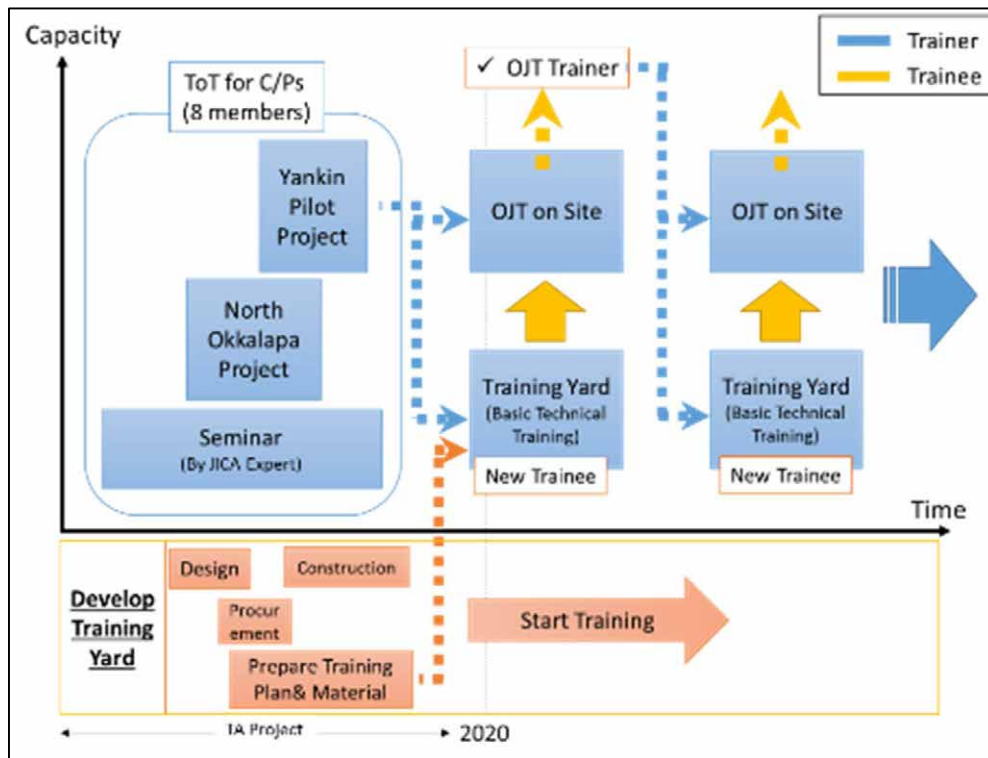 Capacity
Trainer
Trainee
ToT for C/Ps
(8 members)
Yankin
Pilot
Project
North
Okkalapa
Project
Seminar
(By JICA Expert)
✓ OJT Trainer
OJT on Site
Training Yard
(Basic Technical
Training)
New Trainee
OJT on Site
Training Yard
(Basic Technical
Training)
New Trainee
Time
Develop
Training
Yard
Design
Construction
Procur
ement
Prepare Training
Plan& Material
Start Training
TA Project
2020